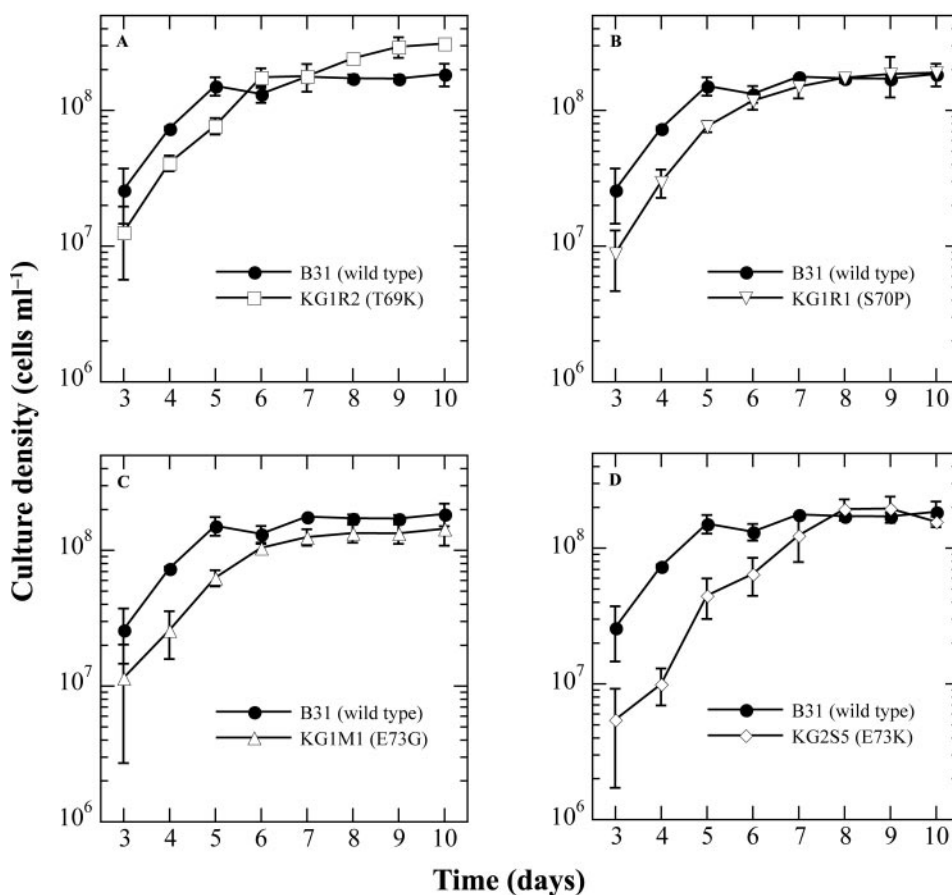 A
B
10⁸
10⁷
10⁶
10⁸
10⁷
10⁶
B31 (wild type)
KG1R2 (T69K)
B31 (wild type)
KG1R1 (S70P)
3 4 5 6 7 8 9 10
3 4 5 6 7 8 9 10
Culture density (cells ml⁻¹)
C
D
10⁸
10⁷
10⁶
10⁸
10⁷
10⁶
B31 (wild type)
KG1M1 (E73G)
B31 (wild type)
KG2S5 (E73K)
3 4 5 6 7 8 9 10
3 4 5 6 7 8 9 10
Time (days)